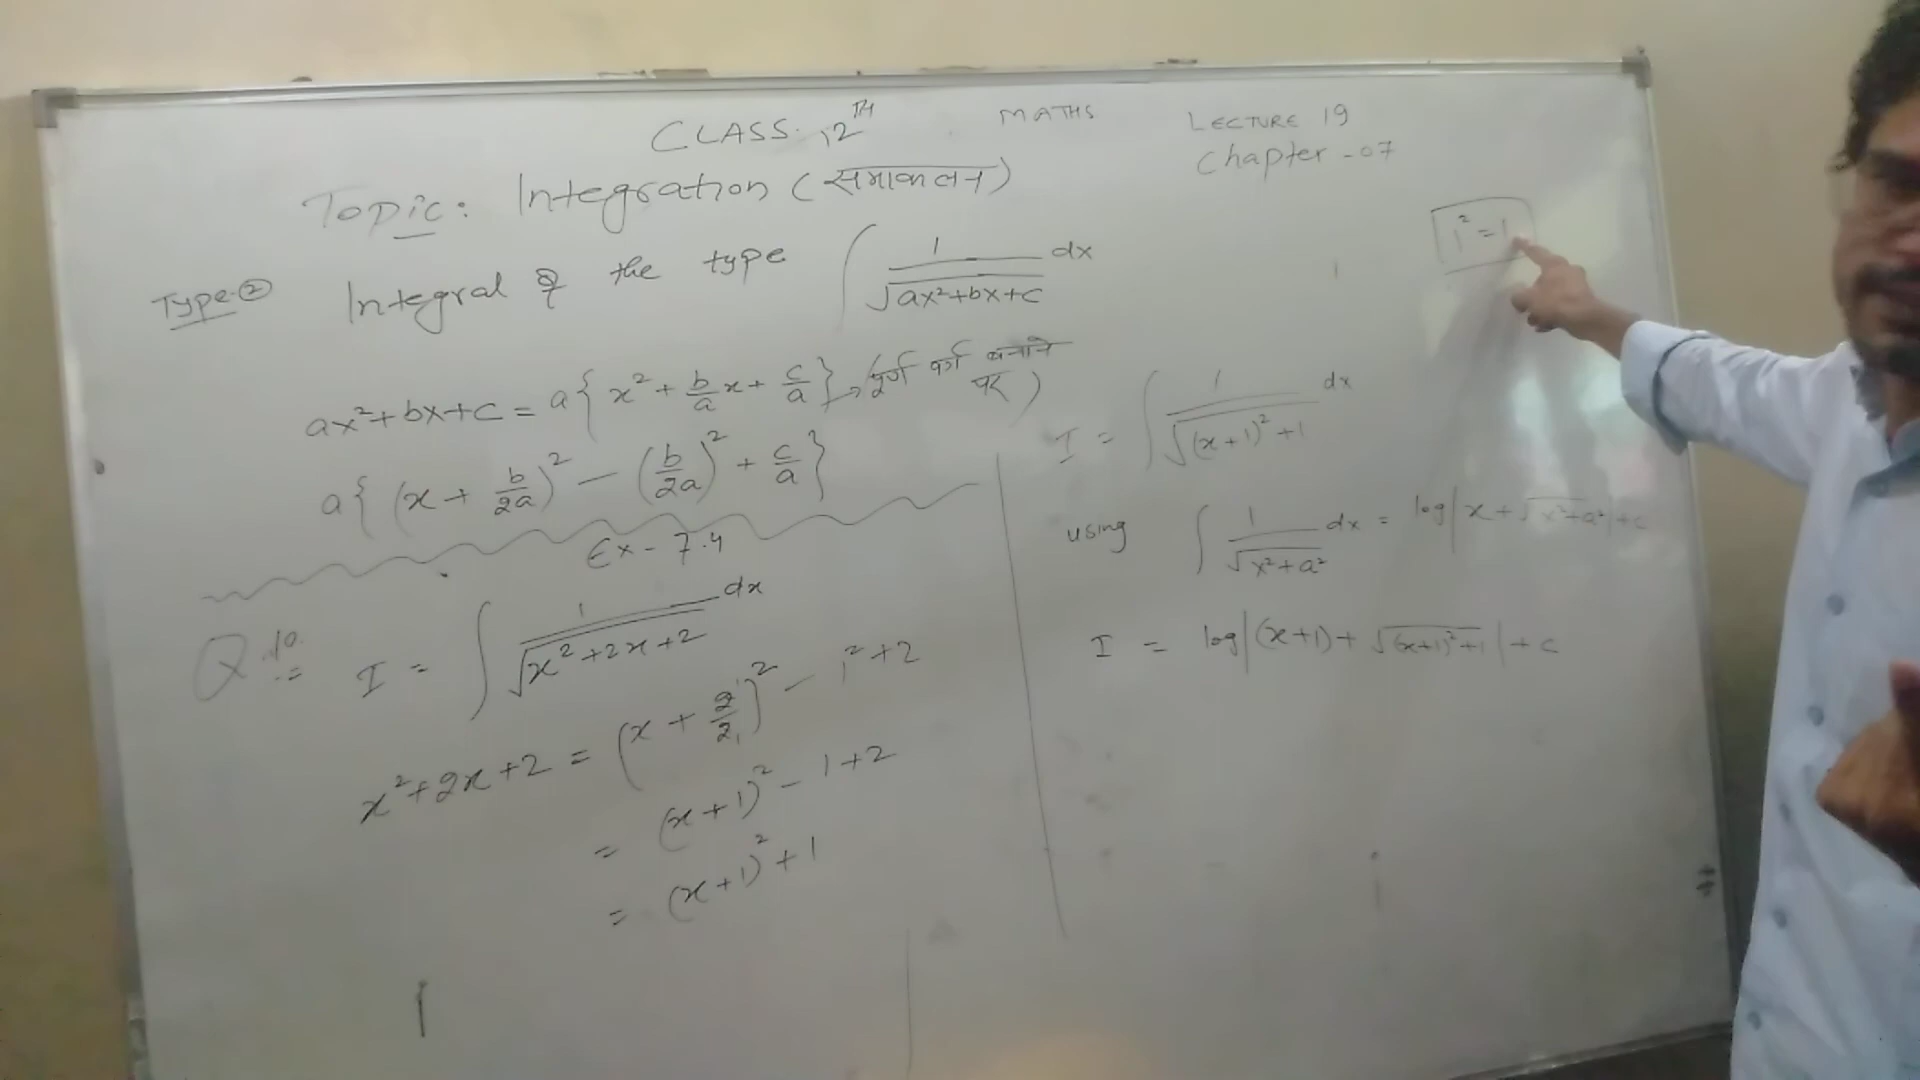 CLASS. 12TH MATHS LECTURE 19
Chapter - 07
Topic: Integration (समाकलन)
Type-② Integral of the type ∫ 1/√(ax²+bx+c) dx
1² = 1
ax²+bx+c = a{ x² + b/a x + c/a }, (पूर्ण वर्ग बनाने पर)
a{ (x + b/2a)² − (b/2a)² + c/a }
Ex - 7.4
Q.10 I = ∫ 1/√(x²+2x+2) dx
x²+2x+2 = (x + 2/2)² − 1² + 2
= (x+1)² − 1+2
= (x+1)² + 1
I = ∫ 1/√((x+1)²+1) dx
using ∫ 1/√(x²+a²) dx = log|x+√(x²+a²)|+c
I = log|(x+1)+√((x+1)²+1)|+c